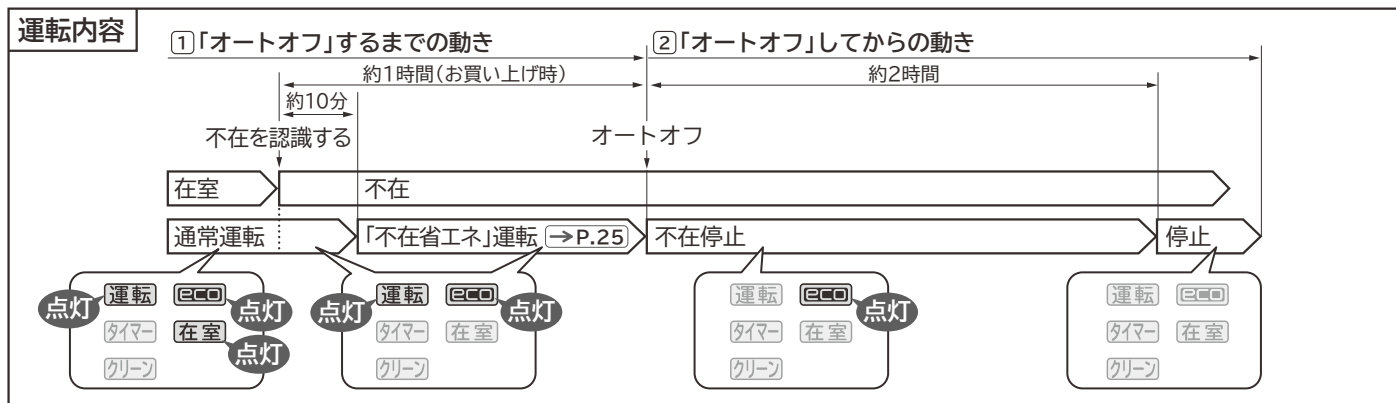 運転内容
①「オートオフ」するまでの動き
②「オートオフ」してからの動き
約1時間(お買い上げ時)
約2時間
約10分
不在を認識する
オートオフ
在室
不在
通常運転
「不在省エネ」運転 →P.25
不在停止
停止
点灯 運転 eco 点灯
タイマー 在室 点灯
クリーン
点灯 運転 eco 点灯
タイマー 在室
クリーン
運転 eco 点灯
タイマー 在室
クリーン
運転 eco
タイマー 在室
クリーン